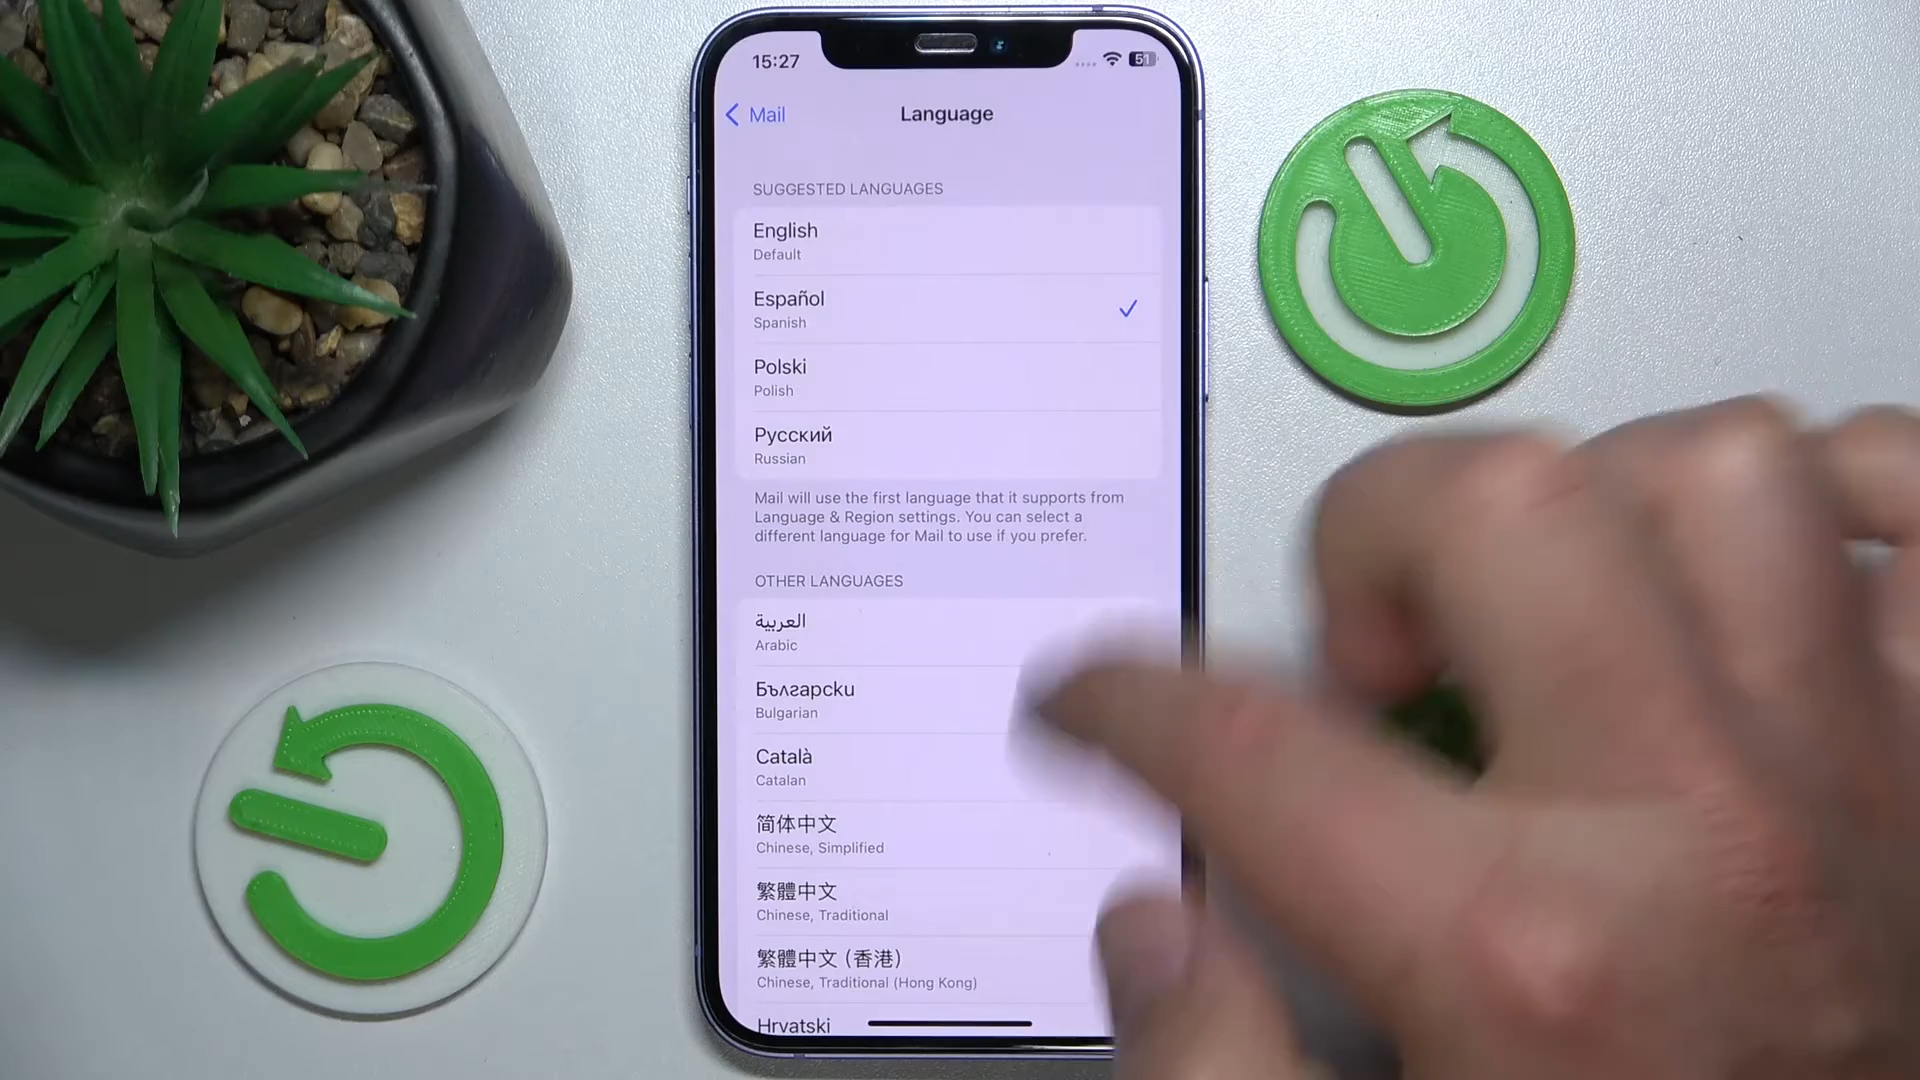 15:27
51
Mail
Language
SUGGESTED LANGUAGES
English
Default
Español
Spanish
Polski
Polish
Русский
Russian
Mail will use the first language that it supports from
Language & Region settings. You can select a
different language for Mail to use if you prefer.
OTHER LANGUAGES
العربية
Arabic
Български
Bulgarian
Català
Catalan
简体中文
Chinese, Simplified
繁體中文
Chinese, Traditional
繁體中文 (香港)
Chinese, Traditional (Hong Kong)
Hrvatski